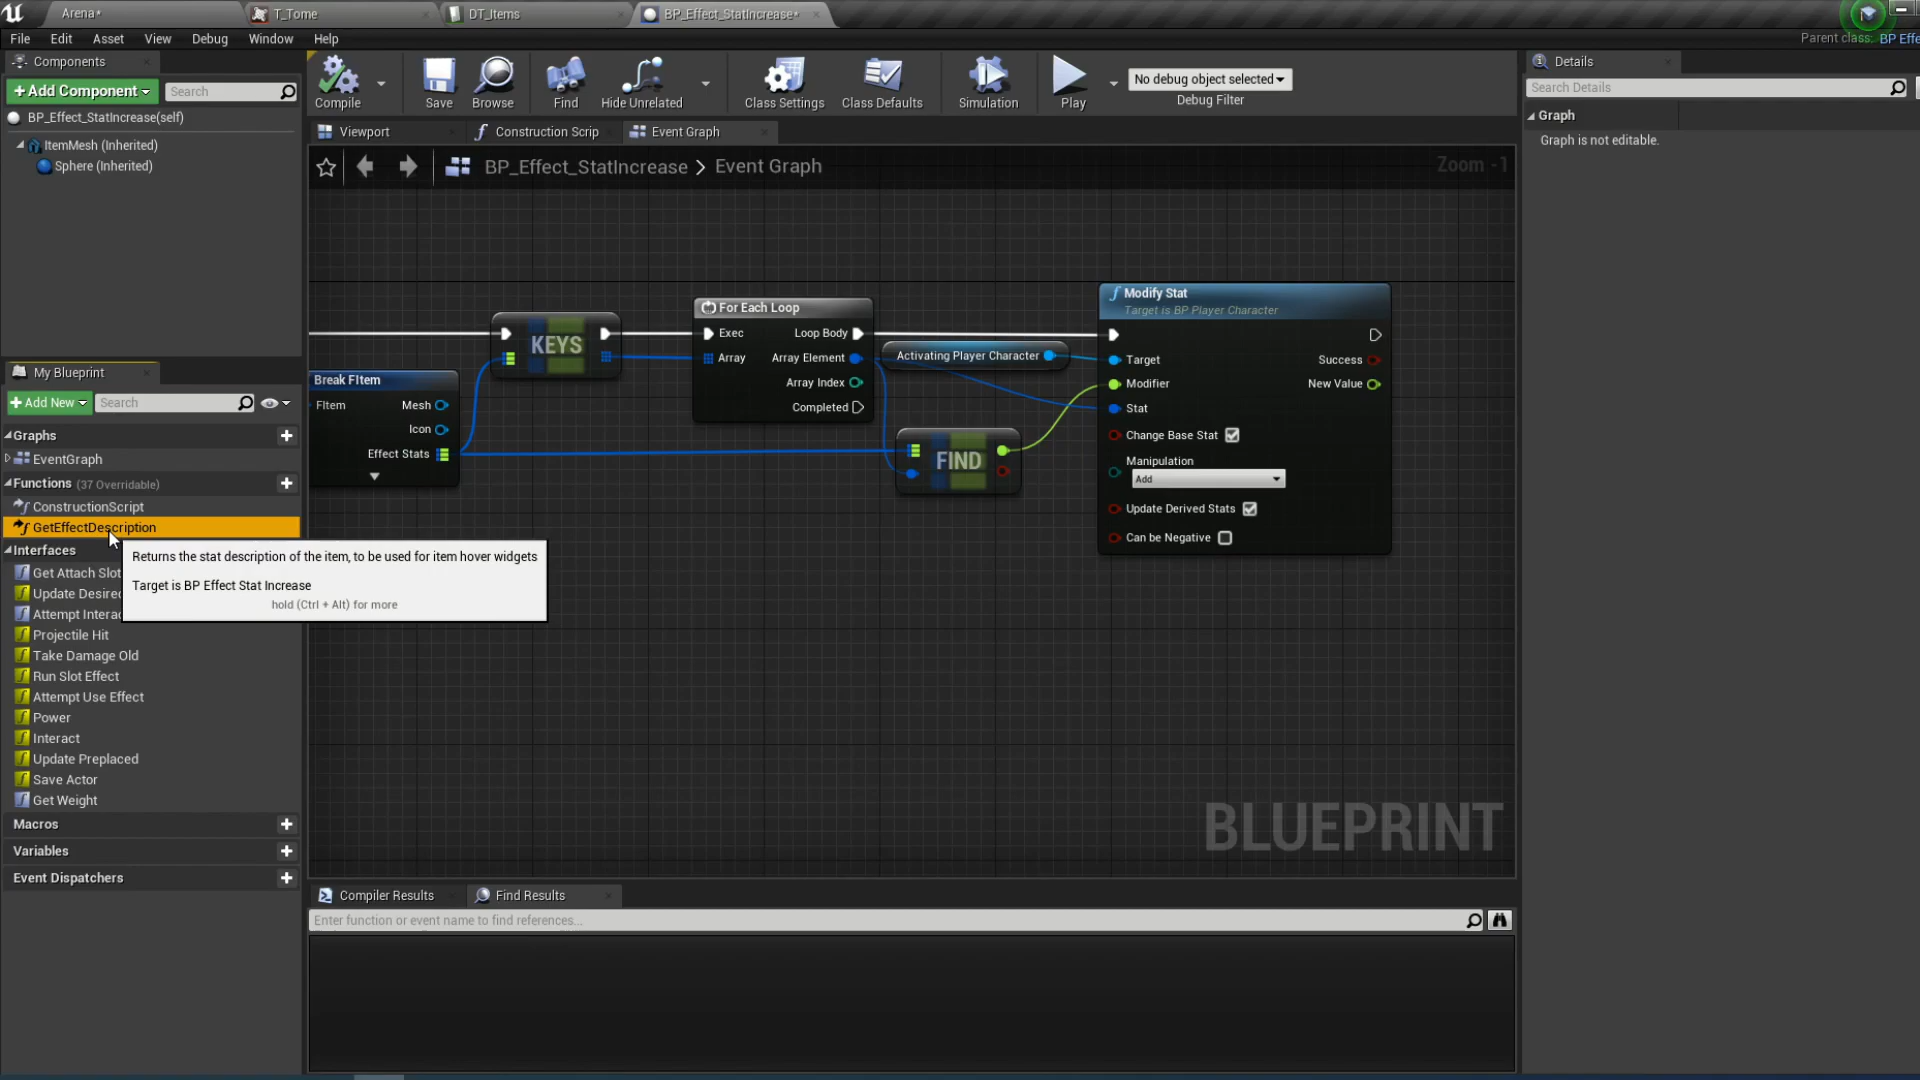 Arena*
T_Tome
DT_Items
BP_Effect_StatIncrease*
File
Edit
Asset
View
Debug
Window
Help
Parent class: BP Effe
Components
+Add Component
Search
BP_Effect_StatIncrease(self)
ItemMesh (Inherited)
Sphere (Inherited)
Compile
Save
Browse
Find
Hide Unrelated
Class Settings
Class Defaults
Simulation
Play
No debug object selected
Debug Filter
Details
Search Details
Graph
Graph is not editable.
Viewport
Construction Scrip
Event Graph
BP_Effect_StatIncrease > Event Graph
Zoom -1
KEYS
For Each Loop
Exec
Loop Body
Array
Array Element
Array Index
Completed
Break FItem
FItem
Mesh
Icon
Effect Stats
Activating Player Character
FIND
Modify Stat
Target is BP Player Character
Target
Success
Modifier
New Value
Stat
Change Base Stat
Manipulation
Add
Update Derived Stats
Can be Negative
My Blueprint
+Add New
Search
Graphs
EventGraph
Functions (37 Overridable)
ConstructionScript
GetEffectDescription
Interfaces
Returns the stat description of the item, to be used for item hover widgets
Target is BP Effect Stat Increase
hold (Ctrl + Alt) for more
Get Attach Slot
Update Desire
Attempt Intera
Projectile Hit
Take Damage Old
Run Slot Effect
Attempt Use Effect
Power
Interact
Update Preplaced
Save Actor
Get Weight
Macros
Variables
Event Dispatchers
BLUEPRINT
Compiler Results
Find Results
Enter function or event name to find references...